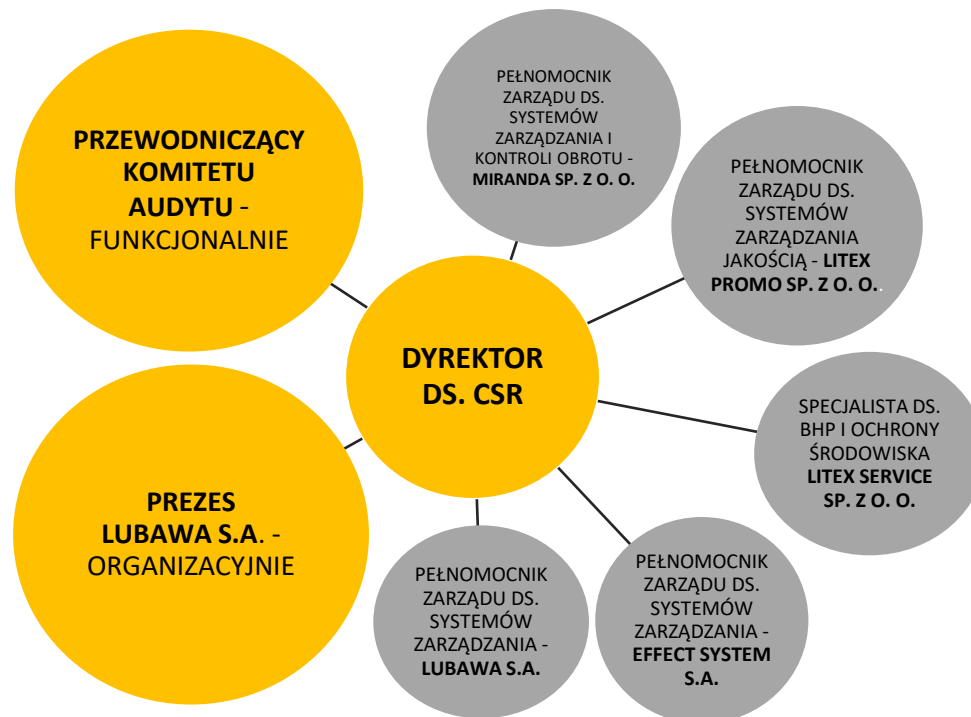 PRZEWODNICZĄCY
KOMITETU
AUDYTU -
FUNKCJONALNIE
PREZES
LUBAWA S.A. -
ORGANIZACYJNIE
DYREKTOR
DS. CSR
PEŁNOMOCNIK
ZARZĄDU DS.
SYSTEMÓW
ZARZĄDZANIA I
KONTROLI OBROTU -
MIRANDA SP. Z O. O.
PEŁNOMOCNIK
ZARZĄDU DS.
SYSTEMÓW
ZARZĄDZANIA
JAKOŚCIĄ - LITEX
PROMO SP. Z O. O..
SPECJALISTA DS.
BHP I OCHRONY
ŚRODOWISKA
LITEX SERVICE
SP. Z O. O.
PEŁNOMOCNIK
ZARZĄDU DS.
SYSTEMÓW
ZARZĄDZANIA -
EFFECT SYSTEM
S.A.
PEŁNOMOCNIK
ZARZĄDU DS.
SYSTEMÓW
ZARZĄDZANIA -
LUBAWA S.A.